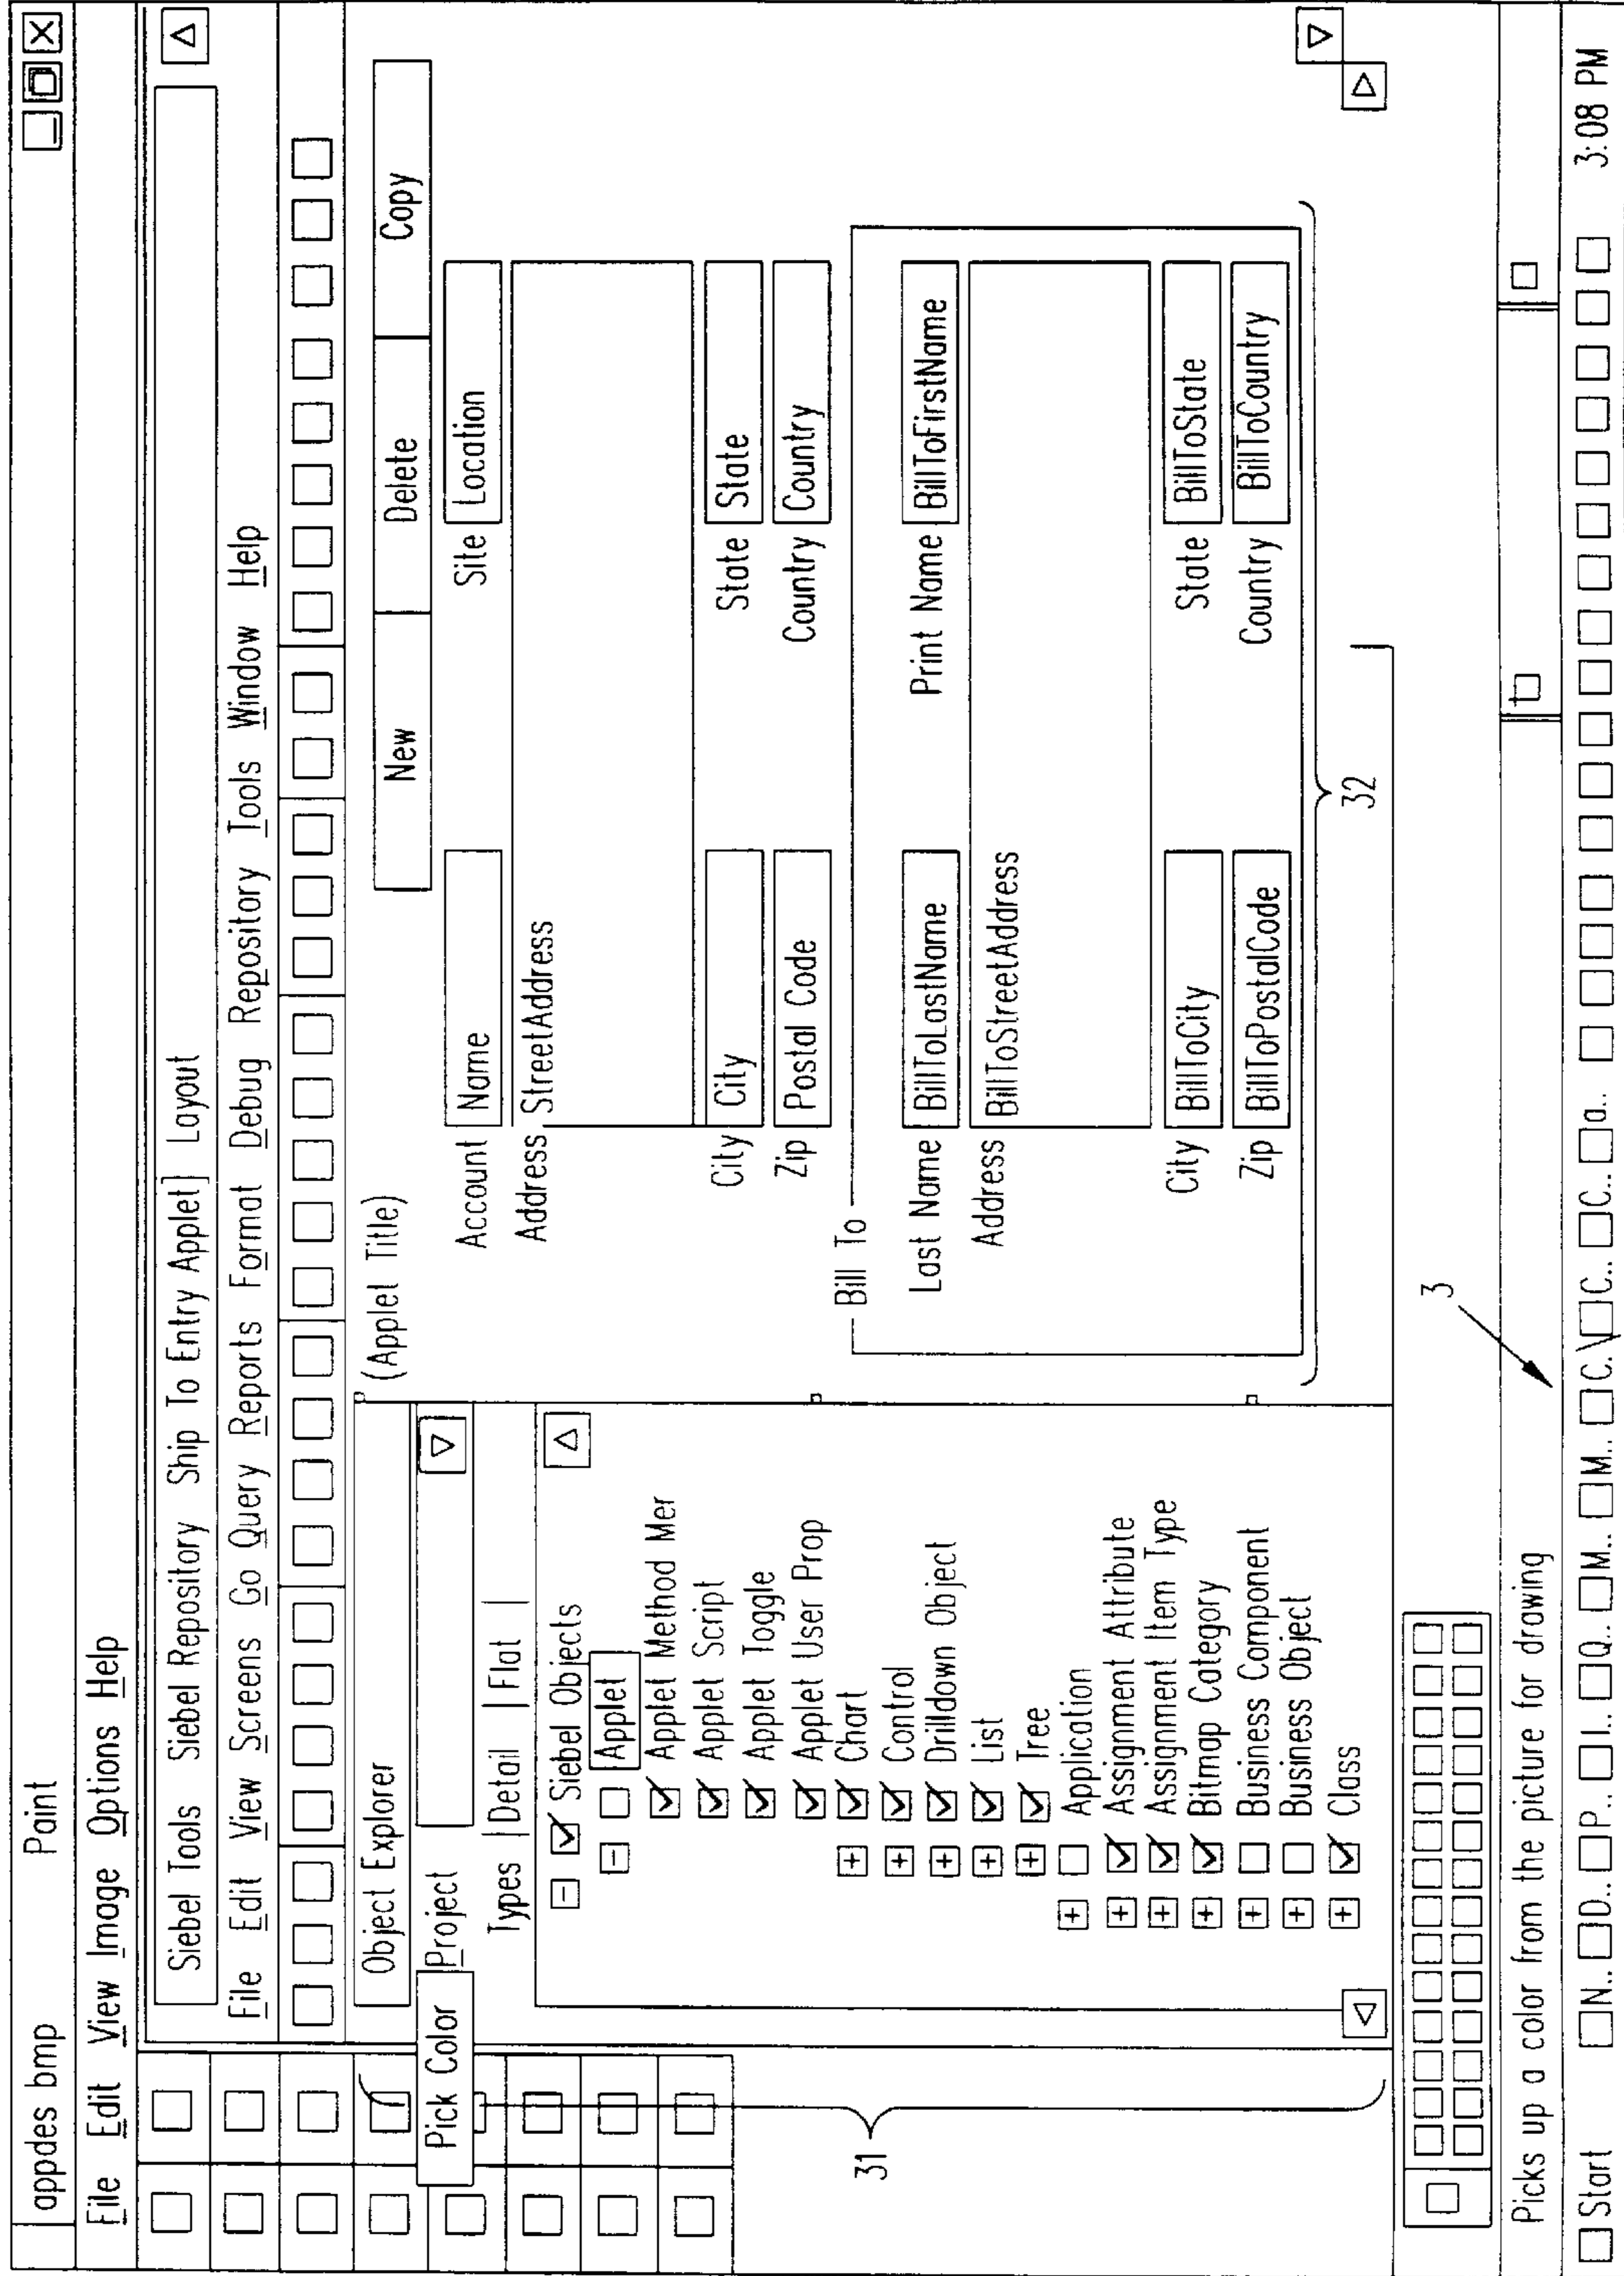 appdes bmp Paint
File Edit View Image Options Help
Siebel Tools Siebel Repository Ship To Entry Applet] Layout
File Edit View Screens Go Query Reports Format Debug Repository Tools Window Help
Object Explorer
Pick Color
Project
Types | Detail | Flat |
Siebel Objects
Applet
Applet Method Mer
Applet Script
Applet Toggle
Applet User Prop
Chart
Control
Drilldown Object
List
Tree
Application
Assignment Attribute
Assignment Item Type
Bitmap Category
Business Component
Business Object
Class
31
(Applet Title)
New Delete Copy
Account Name Site Location
Address StreetAddress
City City State State
Zip Postal Code Country Country
Bill To
Last Name BillToLastName Print Name BillToFirstName
Address BillToStreetAddress
City BillToCity State BillToState
Zip BillToPostalCode Country BillToCountry
32
3
Picks up a color from the picture for drawing
Start N.. D.. P.. I.. Q.. M.. M.. C.\ C.. C.. a.. 3:08 PM